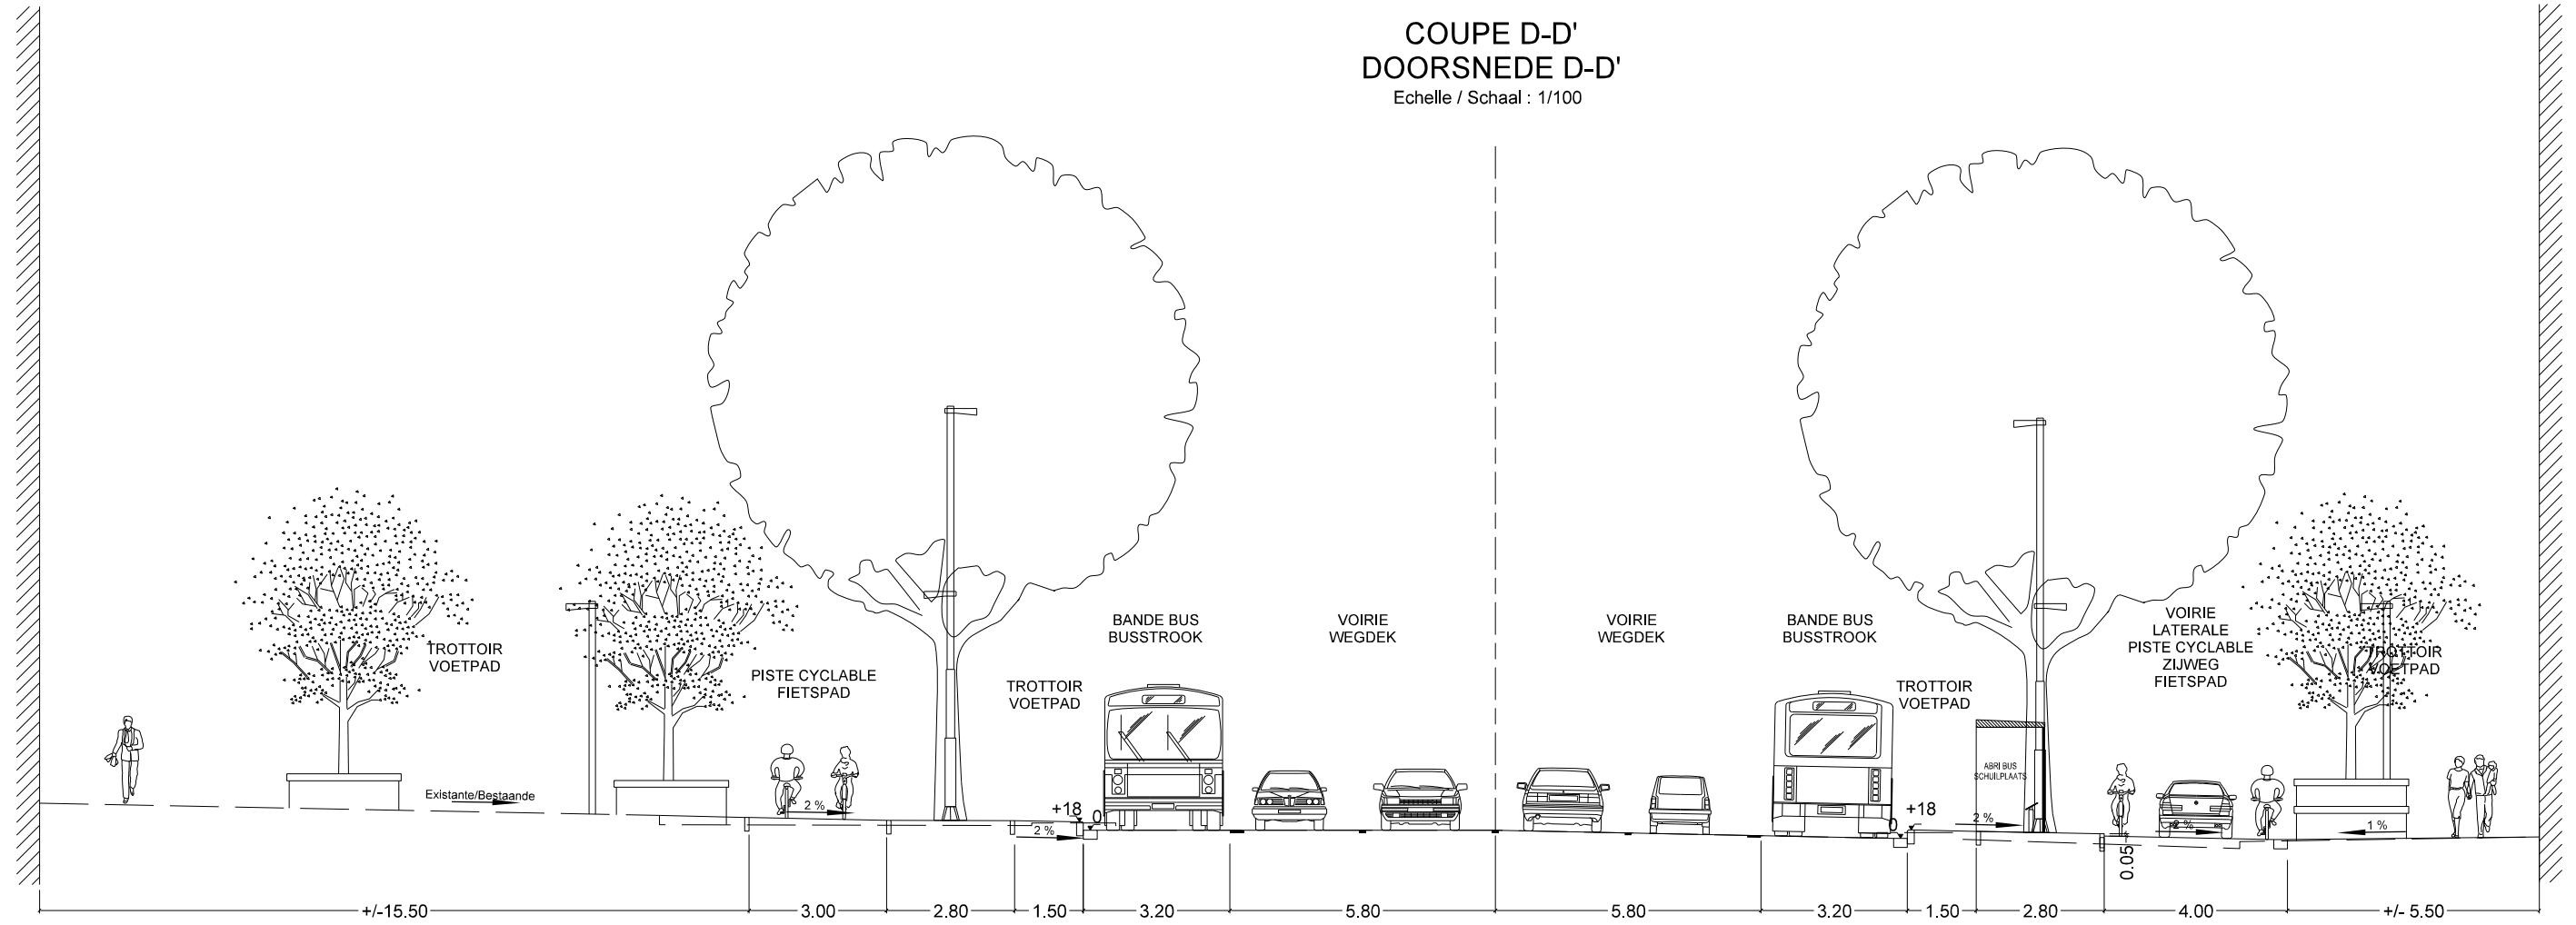 COUPE D-D'
DOORSNEDE D-D'
Echelle / Schaal : 1/100
TROTTOIR
VOETPAD
PISTE CYCLABLE
FIETSPAD
TROTTOIR
VOETPAD
BANDE BUS
BUSSTROOK
VOIRIE
WEGDEK
VOIRIE
WEGDEK
BANDE BUS
BUSSTROOK
TROTTOIR
VOETPAD
ABRI BUS
SCHUILPLAATS
VOIRIE
LATERALE
PISTE CYCLABLE
ZIJWEG
FIETSPAD
TROTTOIR
VOETPAD
Existante/Bestaande
2 %
2 %
+18
0
0
+18
2 %
2 %
1 %
0.05
+/-15.50
3.00
2.80
1.50
3.20
5.80
5.80
3.20
1.50
2.80
4.00
+/- 5.50